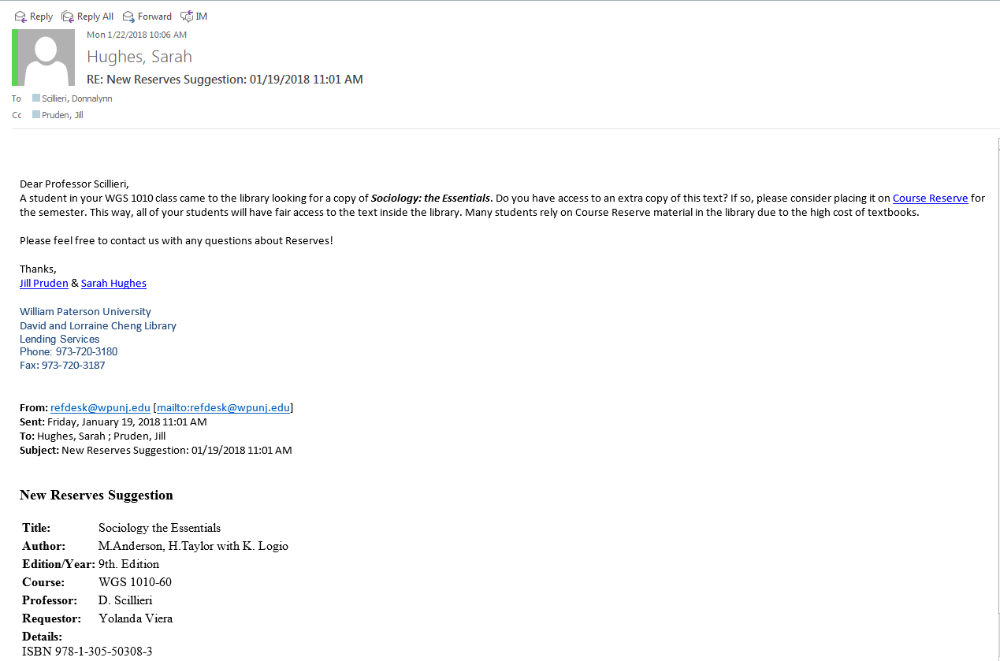 Reply Reply All Forward IM
Mon 1/22/2018 10:06 AM
Hughes, Sarah
RE: New Reserves Suggestion: 01/19/2018 11:01 AM
To Scillieri, Donnalynn
Cc Pruden, Jill
Dear Professor Scillieri,
A student in your WGS 1010 class came to the library looking for a copy of Sociology: the Essentials. Do you have access to an extra copy of this text? If so, please consider placing it on Course Reserve for
the semester. This way, all of your students will have fair access to the text inside the library. Many students rely on Course Reserve material in the library due to the high cost of textbooks.
Please feel free to contact us with any questions about Reserves!
Thanks,
Jill Pruden & Sarah Hughes
William Paterson University
David and Lorraine Cheng Library
Lending Services
Phone: 973-720-3180
Fax: 973-720-3187
From: refdesk@wpunj.edu [mailto:refdesk@wpunj.edu]
Sent: Friday, January 19, 2018 11:01 AM
To: Hughes, Sarah ; Pruden, Jill
Subject: New Reserves Suggestion: 01/19/2018 11:01 AM
New Reserves Suggestion
Title: Sociology the Essentials
Author: M.Anderson, H.Taylor with K. Logio
Edition/Year: 9th. Edition
Course: WGS 1010-60
Professor: D. Scillieri
Requestor: Yolanda Viera
Details:
ISBN 978-1-305-50308-3